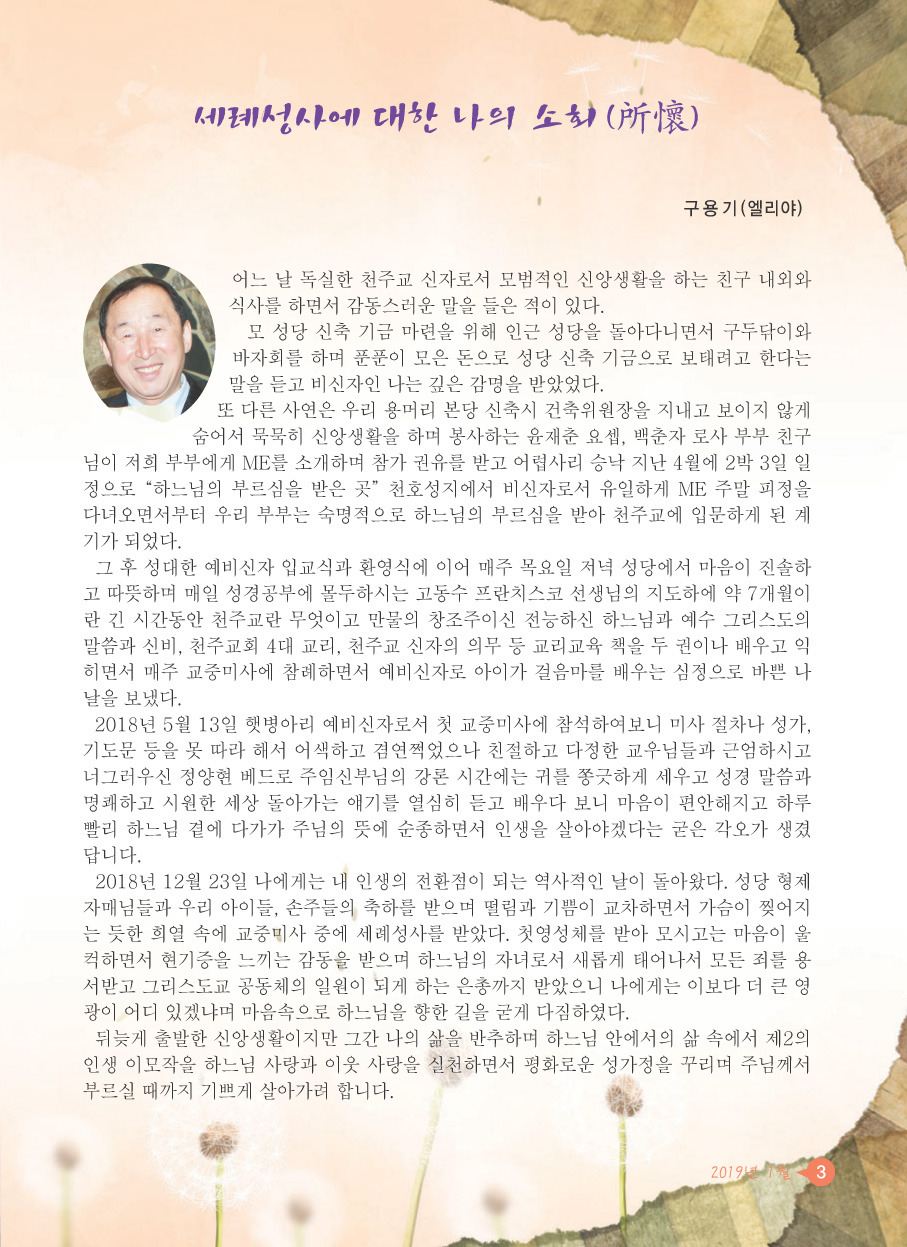 세례성사에 대한 나의 소회(所懷)
구 용 기 (엘리야)
어느 날 독실한 천주교 신자로서 모범적인 신앙생활을 하는 친구 내외와
식사를 하면서 감동스러운 말을 들은 적이 있다.
모 성당 신축 기금 마련을 위해 인근 성당을 돌아다니면서 구두닦이와
바자회를 하며 푼푼이 모은 돈으로 성당 신축 기금으로 보태려고 한다는
말을 듣고 비신자인 나는 깊은 감명을 받았었다.
또 다른 사연은 우리 용머리 본당 신축시 건축위원장을 지내고 보이지 않게
숨어서 묵묵히 신앙생활을 하며 봉사하는 윤재춘 요셉, 백춘자 로사 부부 친구
님이 저희 부부에게 ME를 소개하며 참가 권유를 받고 어렵사리 승낙 지난 4월에 2박 3일 일
정으로 “하느님의 부르심을 받은 곳” 천호성지에서 비신자로서 유일하게 ME 주말 피정을
다녀오면서부터 우리 부부는 숙명적으로 하느님의 부르심을 받아 천주교에 입문하게 된 계
기가 되었다.
그 후 성대한 예비신자 입교식과 환영식에 이어 매주 목요일 저녁 성당에서 마음이 진솔하
고 따뜻하며 매일 성경공부에 몰두하시는 고동수 프란치스코 선생님의 지도하에 약 7개월이
란 긴 시간동안 천주교란 무엇이고 만물의 창조주이신 전능하신 하느님과 예수 그리스도의
말씀과 신비, 천주교회 4대 교리, 천주교 신자의 의무 등 교리교육 책을 두 권이나 배우고 익
히면서 매주 교중미사에 참례하면서 예비신자로 아이가 걸음마를 배우는 심정으로 바쁜 나
날을 보냈다.
2018년 5월 13일 햇병아리 예비신자로서 첫 교중미사에 참석하여보니 미사 절차나 성가,
기도문 등을 못 따라 해서 어색하고 겸연쩍었으나 친절하고 다정한 교우님들과 근엄하시고
너그러우신 정양현 베드로 주임신부님의 강론 시간에는 귀를 쫑긋하게 세우고 성경 말씀과
명쾌하고 시원한 세상 돌아가는 얘기를 열심히 듣고 배우다 보니 마음이 편안해지고 하루
빨리 하느님 곁에 다가가 주님의 뜻에 순종하면서 인생을 살아야겠다는 굳은 각오가 생겼
답니다.
2018년 12월 23일 나에게는 내 인생의 전환점이 되는 역사적인 날이 돌아왔다. 성당 형제
자매님들과 우리 아이들, 손주들의 축하를 받으며 떨림과 기쁨이 교차하면서 가슴이 찢어지
는 듯한 희열 속에 교중미사 중에 세례성사를 받았다. 첫영성체를 받아 모시고는 마음이 울
컥하면서 현기증을 느끼는 감동을 받으며 하느님의 자녀로서 새롭게 태어나서 모든 죄를 용
서받고 그리스도교 공동체의 일원이 되게 하는 은총까지 받았으니 나에게는 이보다 더 큰 영
광이 어디 있겠냐며 마음속으로 하느님을 향한 길을 굳게 다짐하였다.
뒤늦게 출발한 신앙생활이지만 그간 나의 삶을 반추하며 하느님 안에서의 삶 속에서 제2의
인생 이모작을 하느님 사랑과 이웃 사랑을 실천하면서 평화로운 성가정을 꾸리며 주님께서
부르실 때까지 기쁘게 살아가려 합니다.
2019년 1월 3